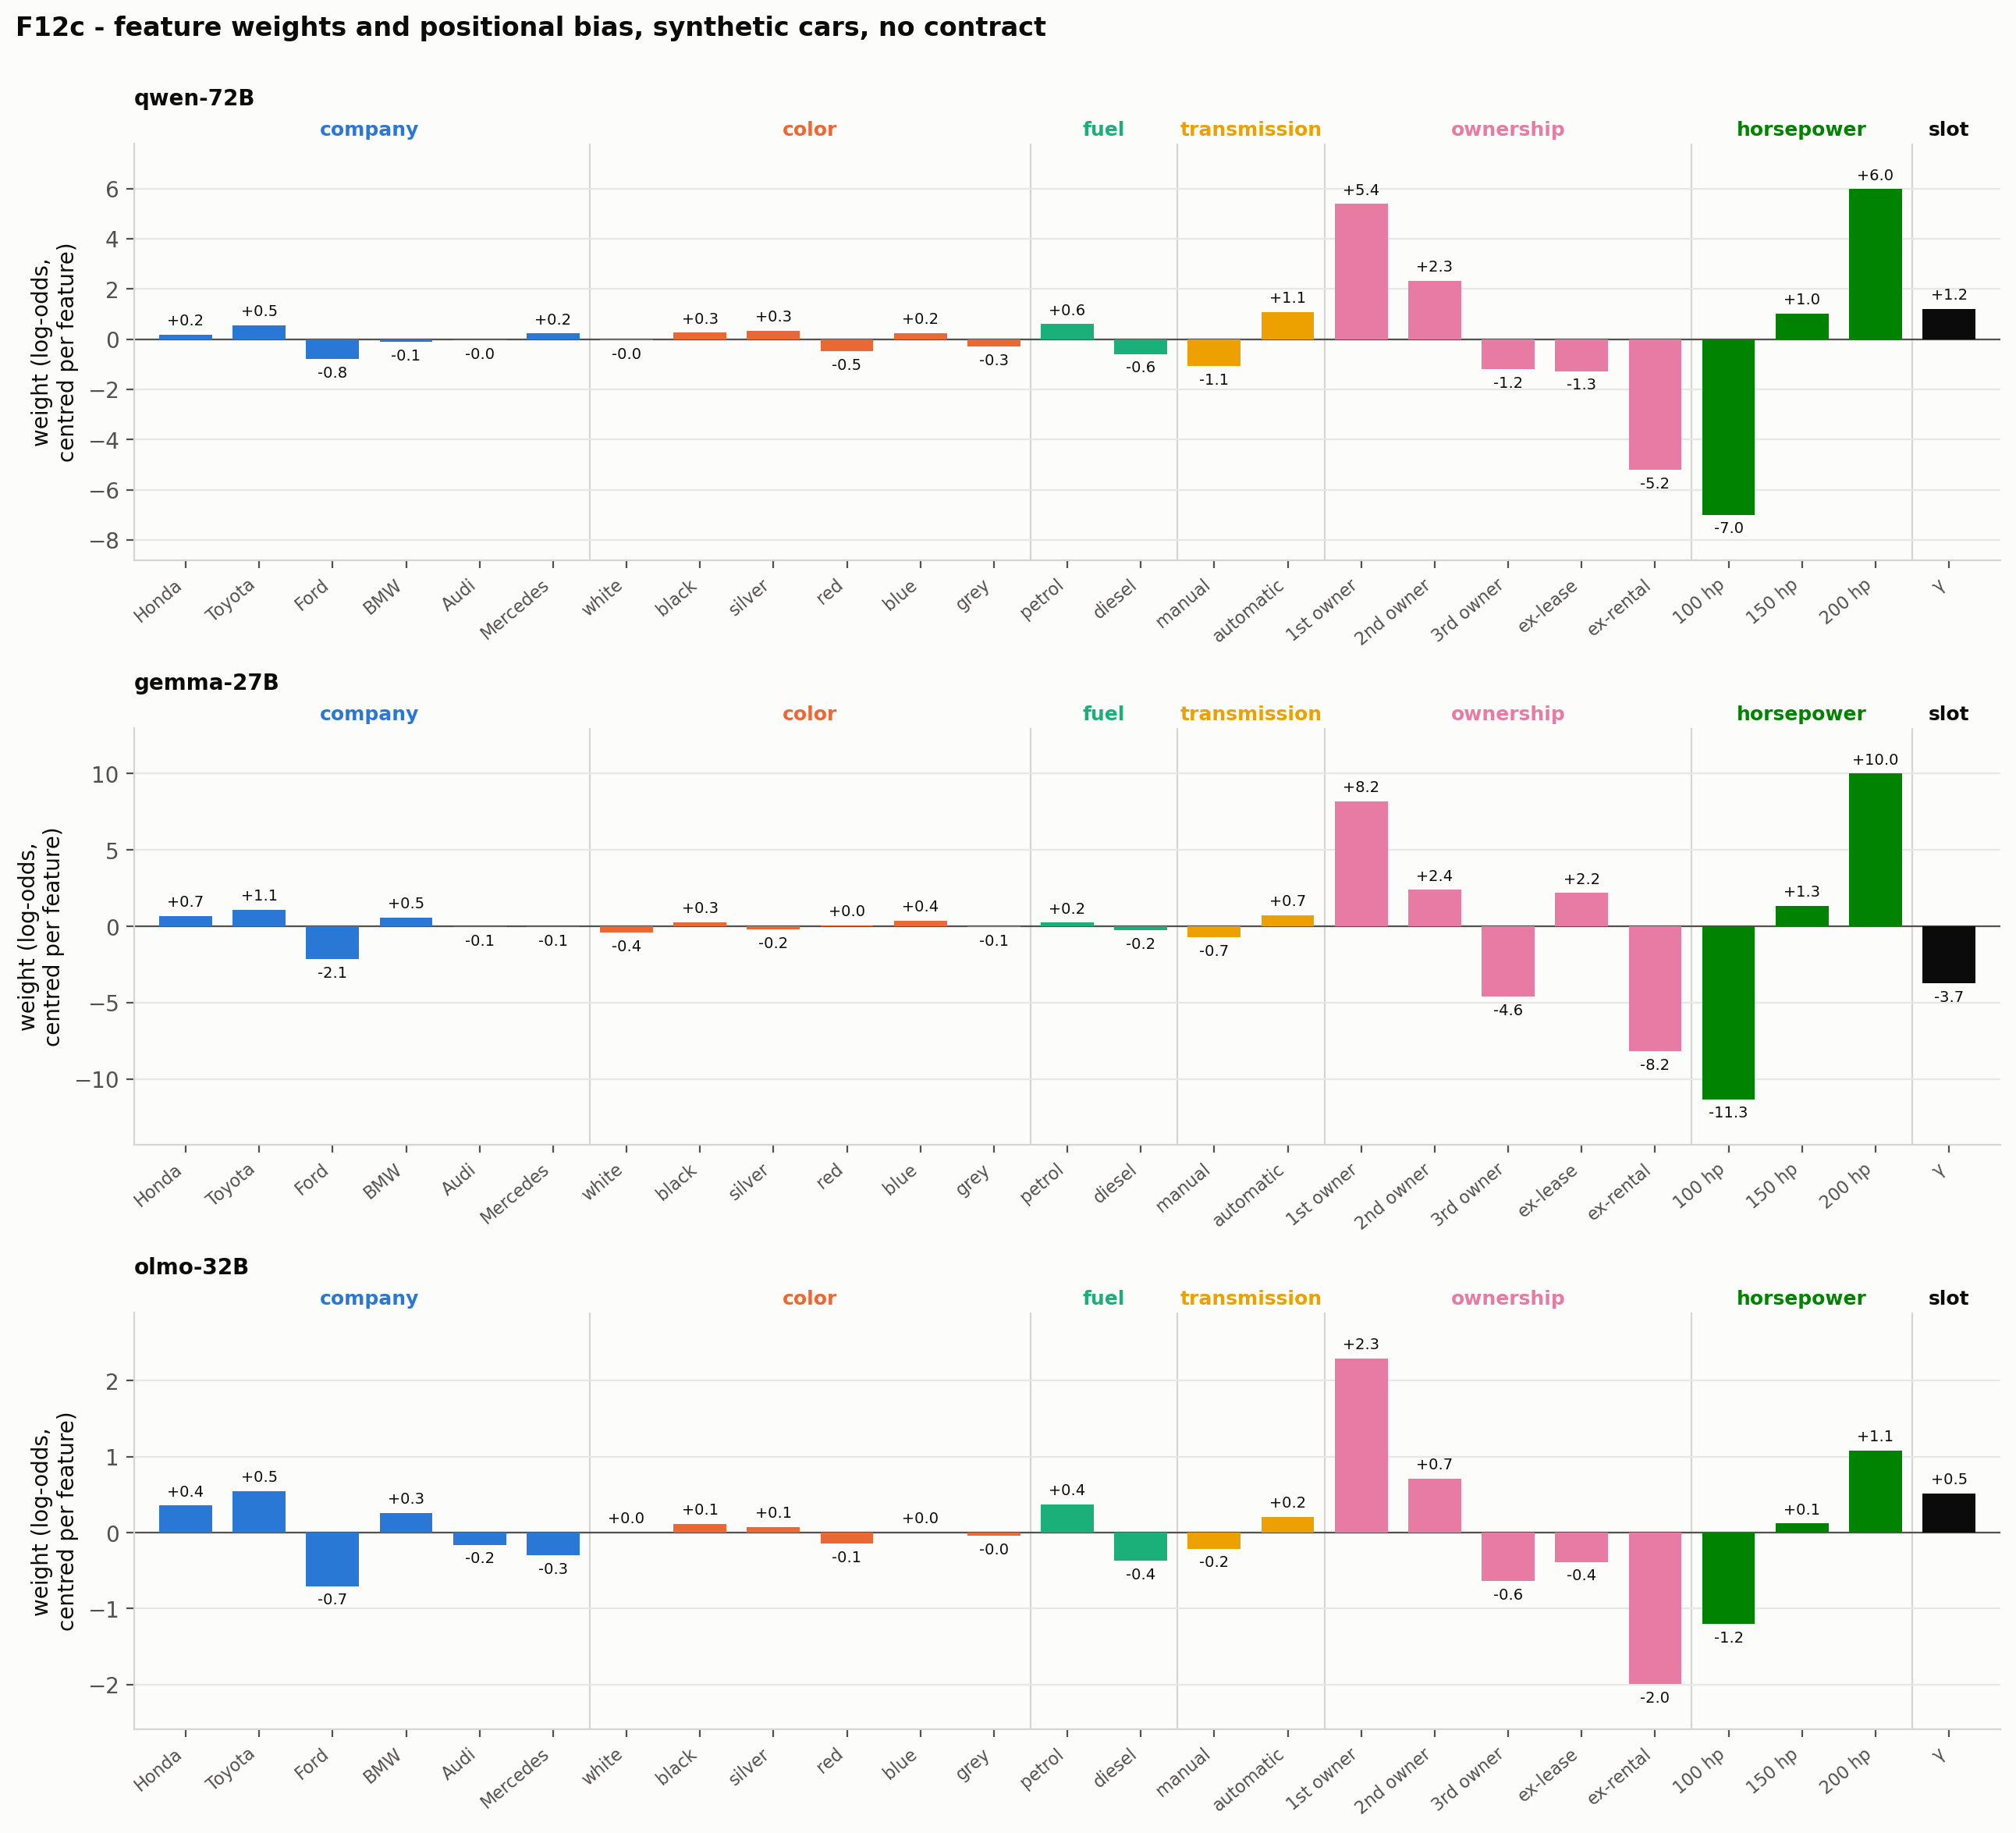 F12c - feature weights and positional bias, synthetic cars, no contract
qwen-72B
company color fuel transmission ownership horsepower slot
weight (log-odds,
centred per feature)
6
4
2
0
−2
−4
−6
−8
+0.2 +0.5 -0.8 -0.1 -0.0 +0.2 -0.0 +0.3 +0.3 -0.5 +0.2 -0.3 +0.6 -0.6 -1.1 +1.1 +5.4 +2.3 -1.2 -1.3 -5.2 -7.0 +1.0 +6.0 +1.2
Honda Toyota Ford BMW Audi Mercedes white black silver red blue grey petrol diesel manual automatic 1st owner 2nd owner 3rd owner ex-lease ex-rental 100 hp 150 hp 200 hp γ
gemma-27B
company color fuel transmission ownership horsepower slot
weight (log-odds,
centred per feature)
10
5
0
−5
−10
+0.7 +1.1 -2.1 +0.5 -0.1 -0.1 -0.4 +0.3 -0.2 +0.0 +0.4 -0.1 +0.2 -0.2 -0.7 +0.7 +8.2 +2.4 -4.6 +2.2 -8.2 -11.3 +1.3 +10.0 -3.7
Honda Toyota Ford BMW Audi Mercedes white black silver red blue grey petrol diesel manual automatic 1st owner 2nd owner 3rd owner ex-lease ex-rental 100 hp 150 hp 200 hp γ
olmo-32B
company color fuel transmission ownership horsepower slot
weight (log-odds,
centred per feature)
2
1
0
−1
−2
+0.4 +0.5 -0.7 +0.3 -0.2 -0.3 +0.0 +0.1 +0.1 -0.1 +0.0 -0.0 +0.4 -0.4 -0.2 +0.2 +2.3 +0.7 -0.6 -0.4 -2.0 -1.2 +0.1 +1.1 +0.5
Honda Toyota Ford BMW Audi Mercedes white black silver red blue grey petrol diesel manual automatic 1st owner 2nd owner 3rd owner ex-lease ex-rental 100 hp 150 hp 200 hp γ